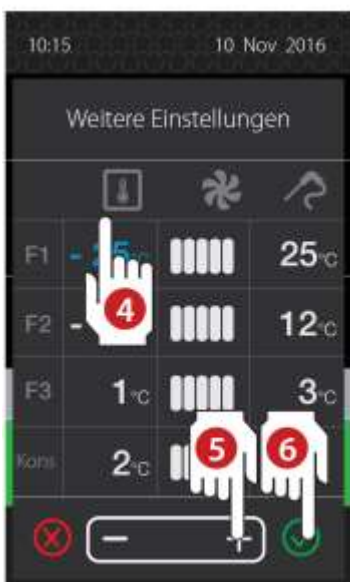 10:15 10 Nov 2016
Weitere Einstellungen
F1 - 25°C 25°C
4
F2 - 12°C
F3 1°C 3°C
5 6
Kons 2°C
− +